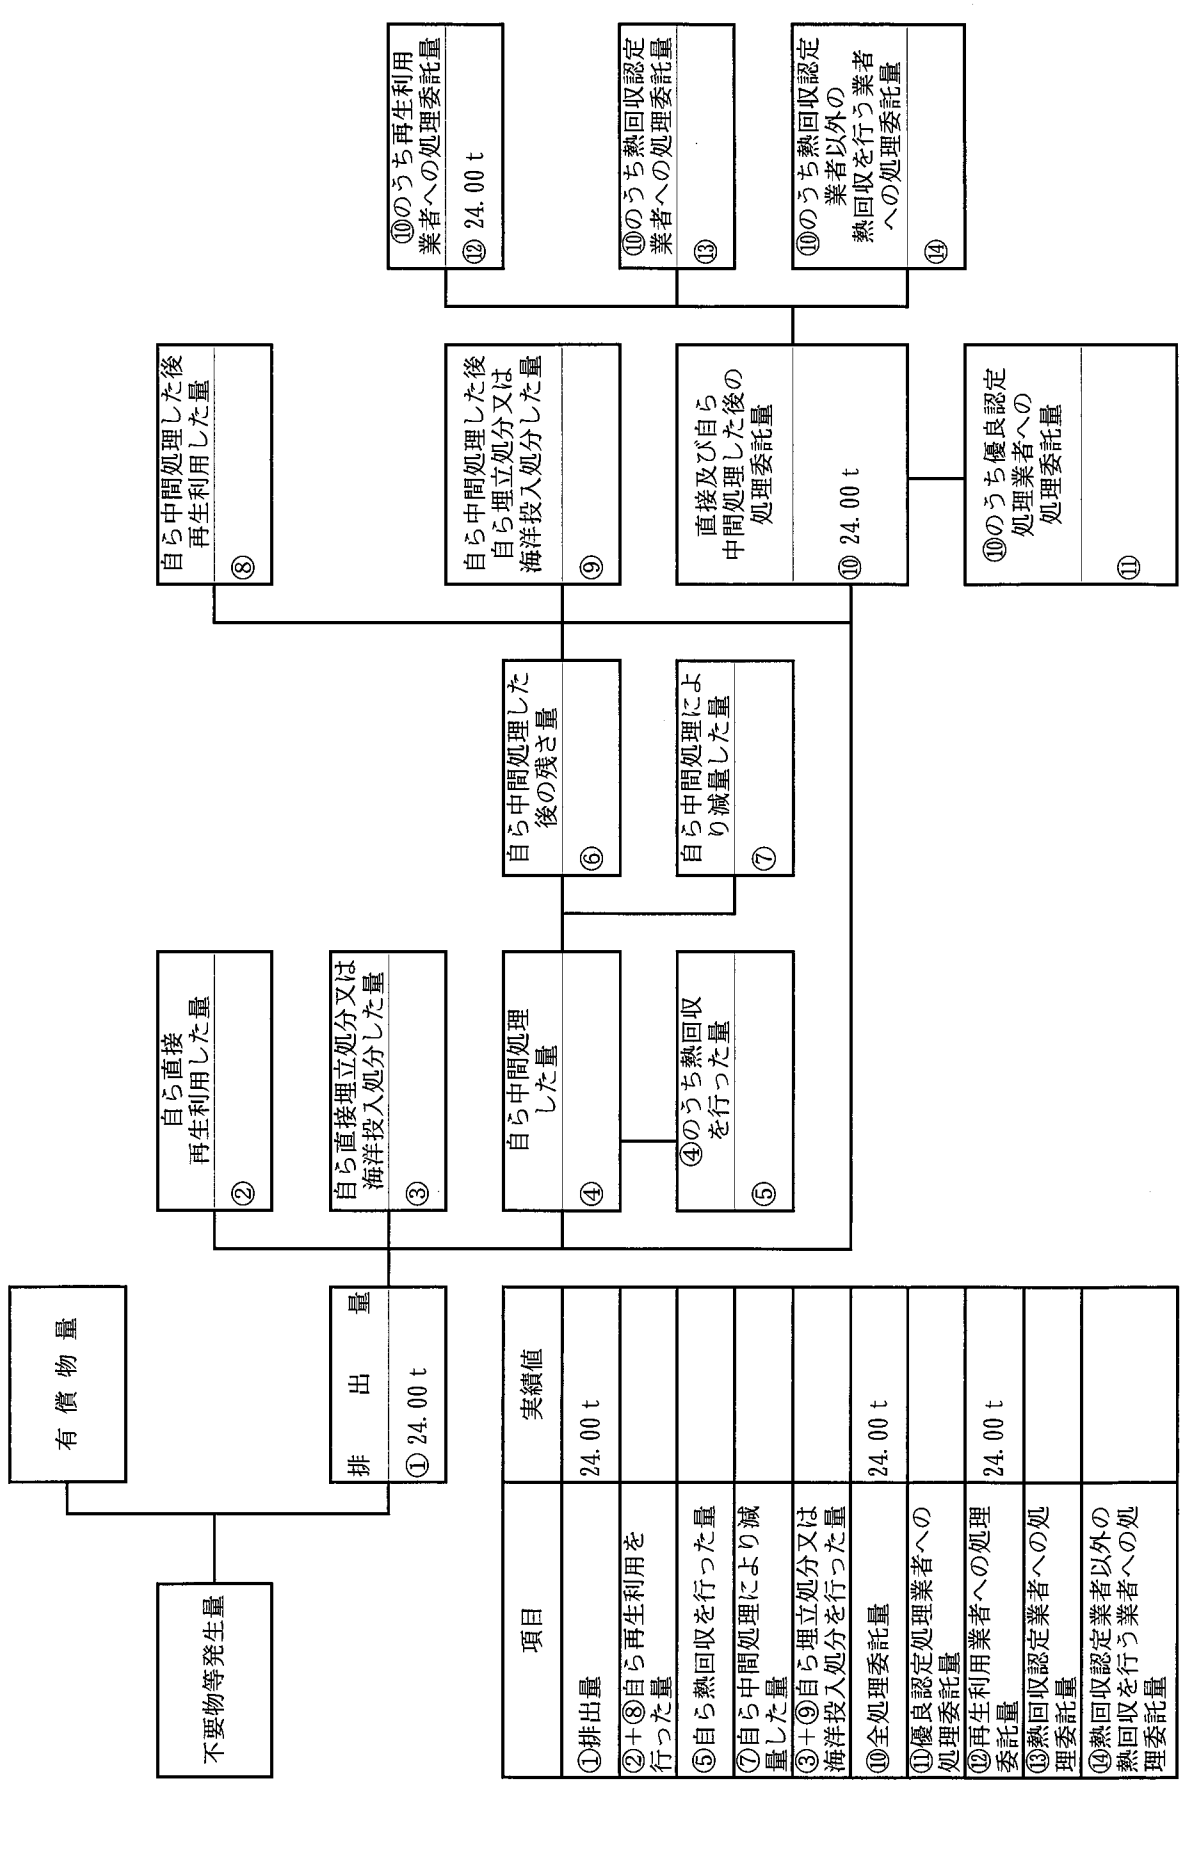 不要物等発生量
有償物量
排出量
① 24.00 t
自ら直接
再生利用した量
②
自ら直接埋立処分又は
海洋投入処分した量
③
自ら中間処理
した量
④
④のうち熱回収
を行った量
⑤
自ら中間処理した
後の残さ量
⑥
自ら中間処理によ
り減量した量
⑦
自ら中間処理した後
再生利用した量
⑧
自ら中間処理した後
自ら埋立処分又は
海洋投入処分した量
⑨
直接及び自ら
中間処理した後の
処理委託量
⑩ 24.00 t
⑩のうち優良認定
処理業者への
処理委託量
⑪
⑩のうち再生利用
業者への処理委託量
⑫ 24.00 t
⑩のうち熱回収認定
業者への処理委託量
⑬
⑩のうち熱回収認定
業者以外の
熱回収を行う業者
への処理委託量
⑭
項目 実績値
①排出量 24.00 t
②+⑧自ら再生利用を
行った量
⑤自ら熱回収を行った量
⑦自ら中間処理により減
量した量
③+⑨自ら埋立処分又は
海洋投入処分を行った量
⑩全処理委託量 24.00 t
⑪優良認定処理業者への
処理委託量
⑫再生利用業者への処理
委託量 24.00 t
⑬熱回収認定業者への処
理委託量
⑭熱回収認定業者以外の
熱回収を行う業者への処
理委託量